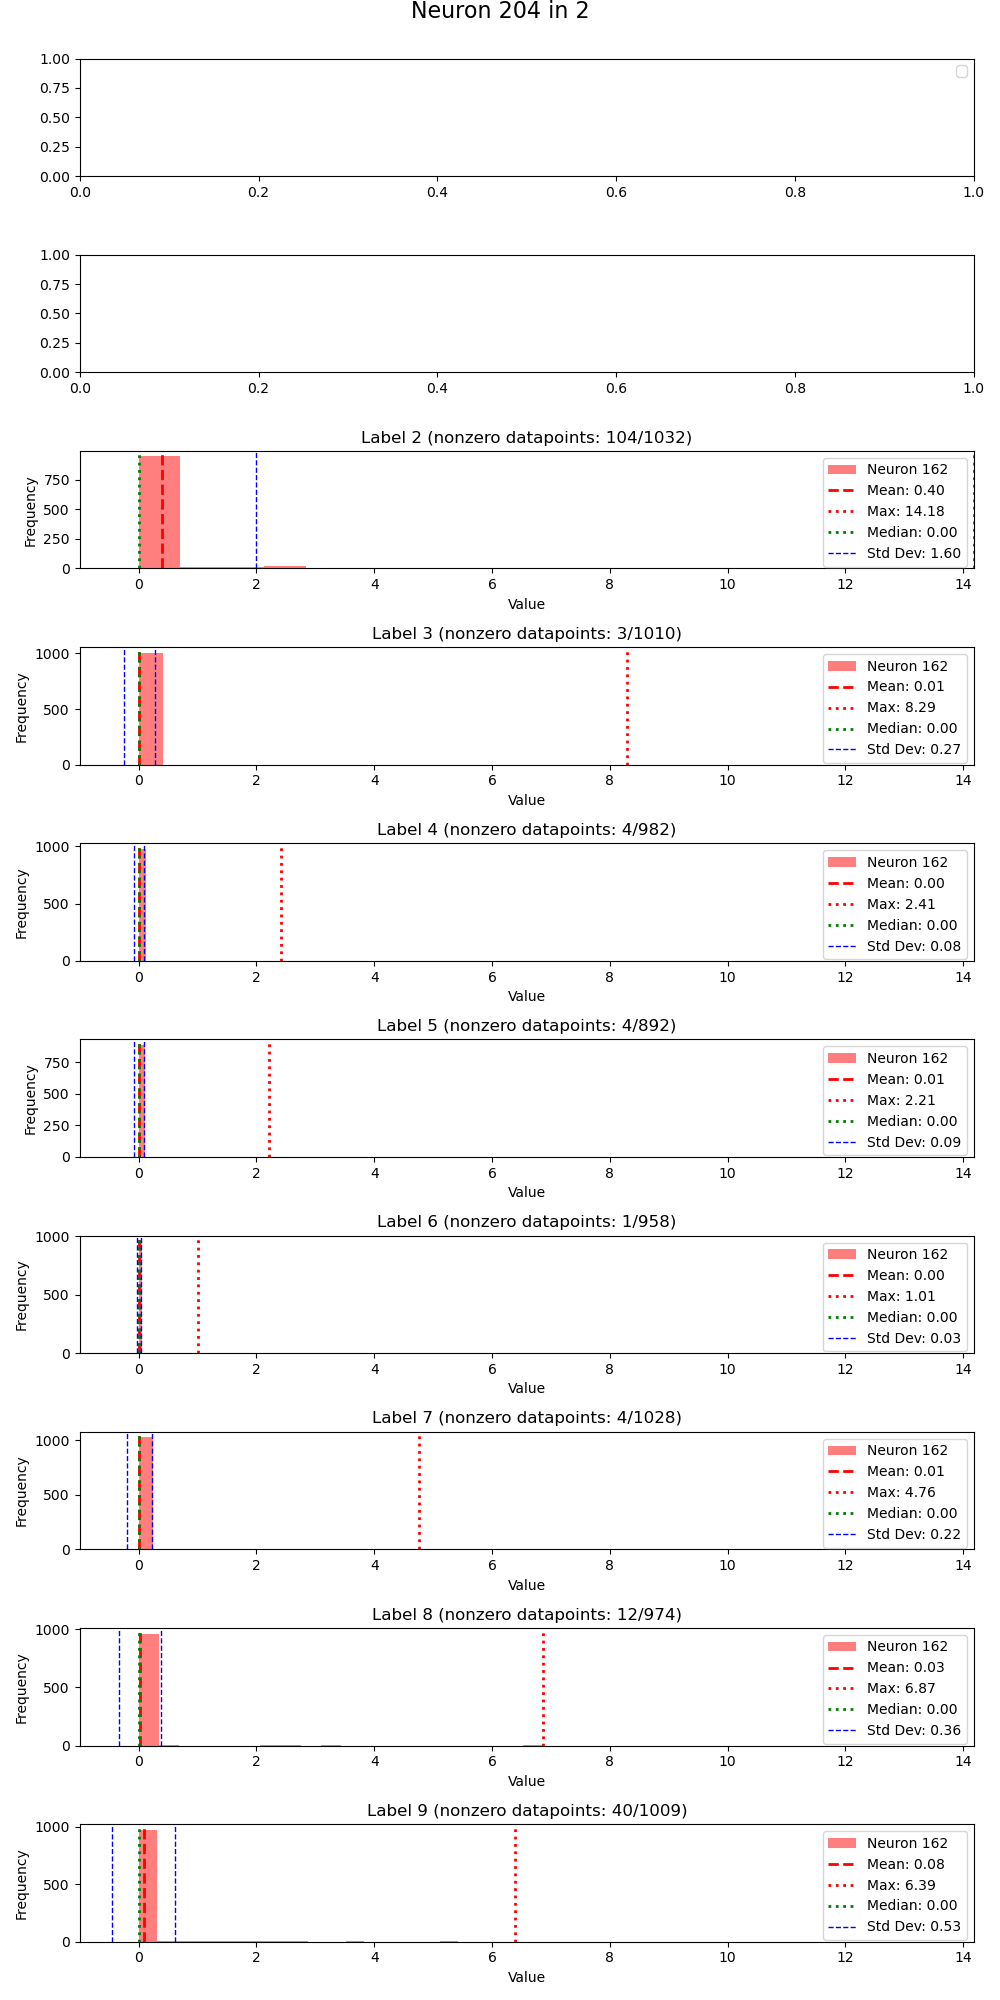 Neuron 204 in 2
1.00
0.75
0.50
0.25
0.00
0.0 0.2 0.4 0.6 0.8 1.0
1.00
0.75
0.50
0.25
0.00
0.0 0.2 0.4 0.6 0.8 1.0
Label 2 (nonzero datapoints: 104/1032)
Frequency
750
500
250
0
Neuron 162
Mean: 0.40
Max: 14.18
Median: 0.00
Std Dev: 1.60
0 2 4 6 8 10 12 14
Value
Label 3 (nonzero datapoints: 3/1010)
Frequency
1000
500
0
Neuron 162
Mean: 0.01
Max: 8.29
Median: 0.00
Std Dev: 0.27
0 2 4 6 8 10 12 14
Value
Label 4 (nonzero datapoints: 4/982)
Frequency
1000
500
0
Neuron 162
Mean: 0.00
Max: 2.41
Median: 0.00
Std Dev: 0.08
0 2 4 6 8 10 12 14
Value
Label 5 (nonzero datapoints: 4/892)
Frequency
750
500
250
0
Neuron 162
Mean: 0.01
Max: 2.21
Median: 0.00
Std Dev: 0.09
0 2 4 6 8 10 12 14
Value
Label 6 (nonzero datapoints: 1/958)
Frequency
1000
500
0
Neuron 162
Mean: 0.00
Max: 1.01
Median: 0.00
Std Dev: 0.03
0 2 4 6 8 10 12 14
Value
Label 7 (nonzero datapoints: 4/1028)
Frequency
1000
500
0
Neuron 162
Mean: 0.01
Max: 4.76
Median: 0.00
Std Dev: 0.22
0 2 4 6 8 10 12 14
Value
Label 8 (nonzero datapoints: 12/974)
Frequency
1000
500
0
Neuron 162
Mean: 0.03
Max: 6.87
Median: 0.00
Std Dev: 0.36
0 2 4 6 8 10 12 14
Value
Label 9 (nonzero datapoints: 40/1009)
Frequency
1000
500
0
Neuron 162
Mean: 0.08
Max: 6.39
Median: 0.00
Std Dev: 0.53
0 2 4 6 8 10 12 14
Value